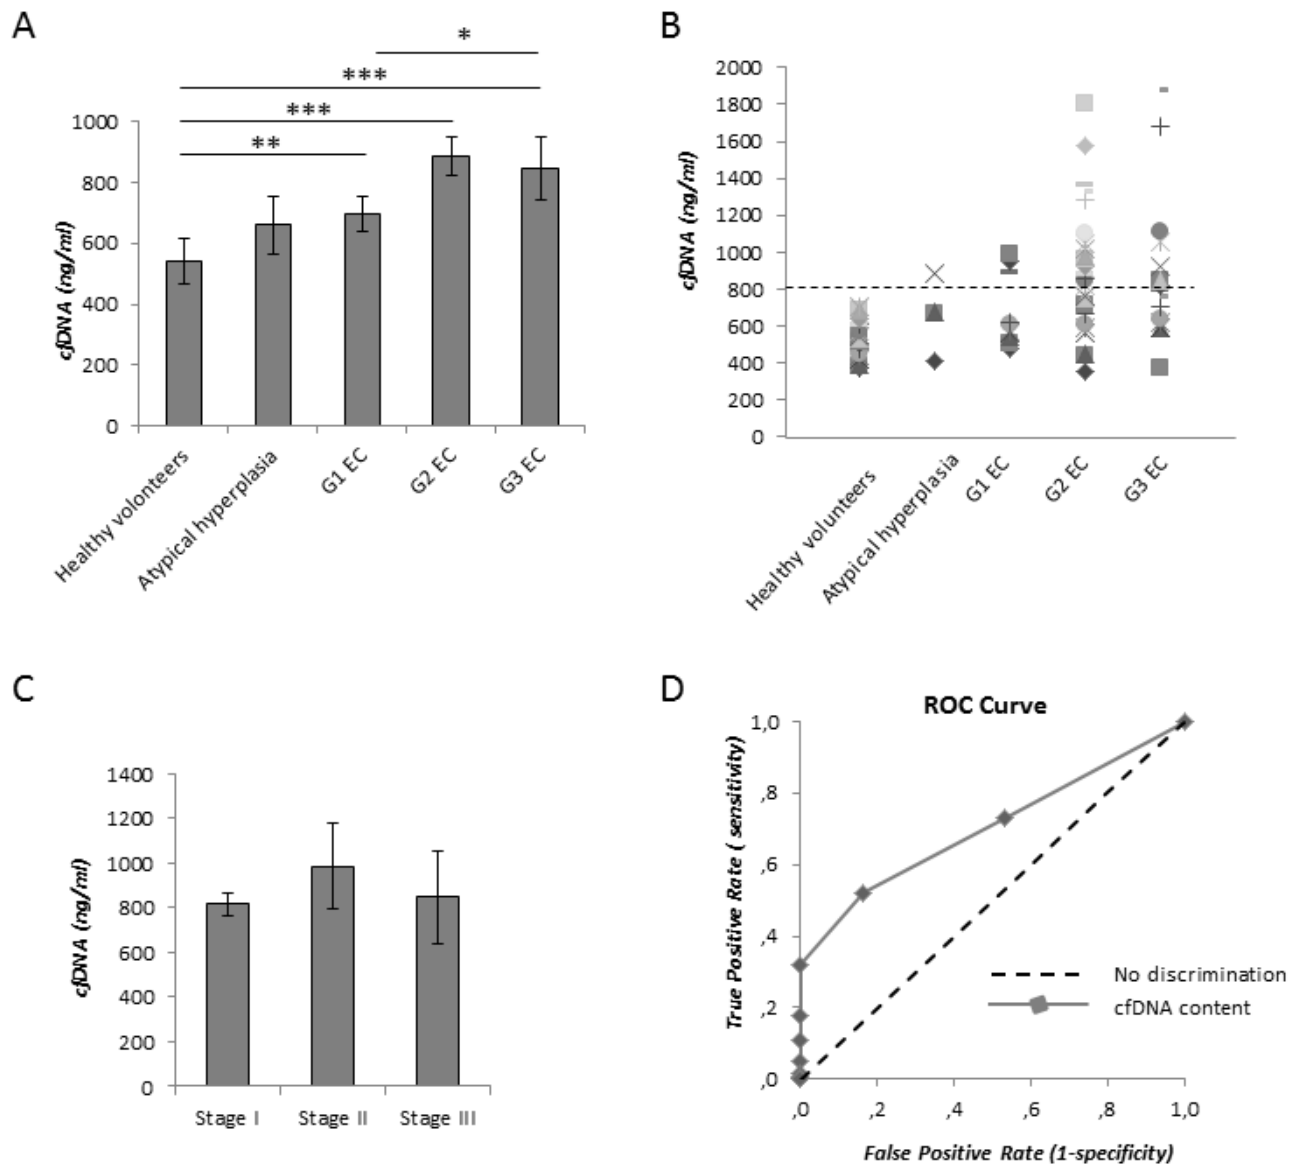 A
*
***
***
**
1000
800
600
400
200
0
cfDNA (ng/ml)
Healthy volonteers
Atypical hyperplasia
G1 EC
G2 EC
G3 EC
B
2000
1800
1600
1400
1200
1000
800
600
400
200
0
cfDNA (ng/ml)
Healthy volunteers
Atypical hyperplasia
G1 EC
G2 EC
G3 EC
C
1400
1200
1000
800
600
400
200
0
cfDNA (ng/ml)
Stage I
Stage II
Stage III
D
ROC Curve
1,0
,8
,6
,4
,2
,0
True Positive Rate ( sensitivity)
No discrimination
cfDNA content
,0
,2
,4
,6
,8
1,0
False Positive Rate (1-specificity)